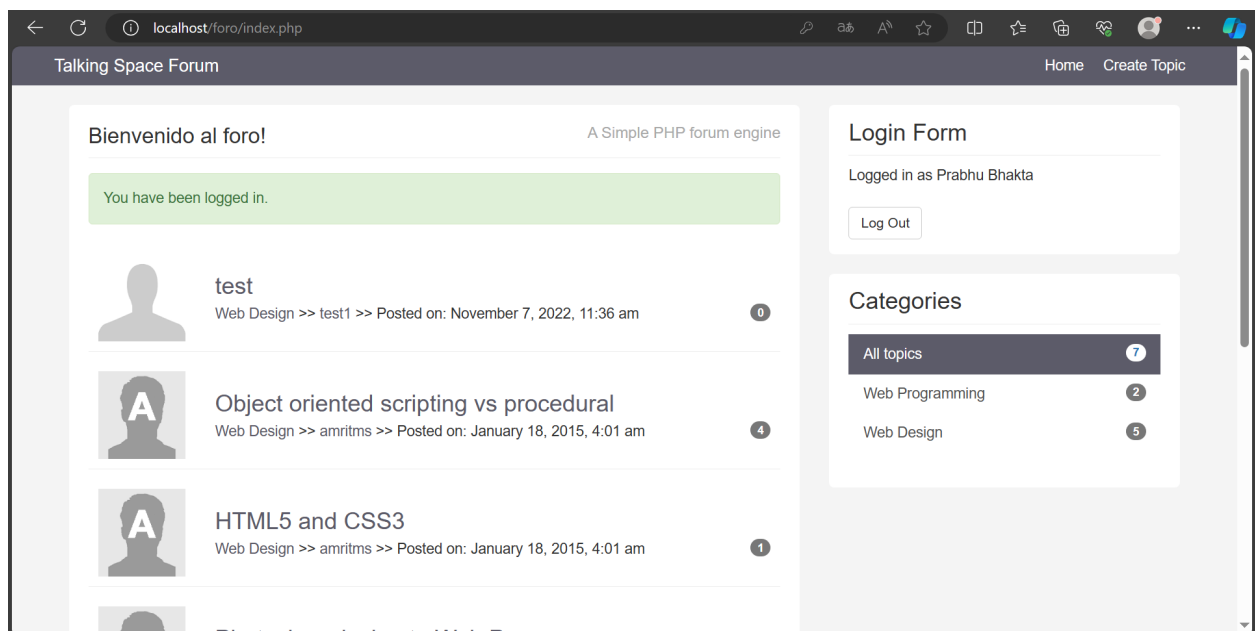 localhost/foro/index.php
Talking Space Forum
Home Create Topic
Bienvenido al foro!
A Simple PHP forum engine
You have been logged in.
test
Web Design >> test1 >> Posted on: November 7, 2022, 11:36 am
0
A
Object oriented scripting vs procedural
Web Design >> amritms >> Posted on: January 18, 2015, 4:01 am
4
A
HTML5 and CSS3
Web Design >> amritms >> Posted on: January 18, 2015, 4:01 am
1
Login Form
Logged in as Prabhu Bhakta
Log Out
Categories
All topics 7
Web Programming 2
Web Design 5